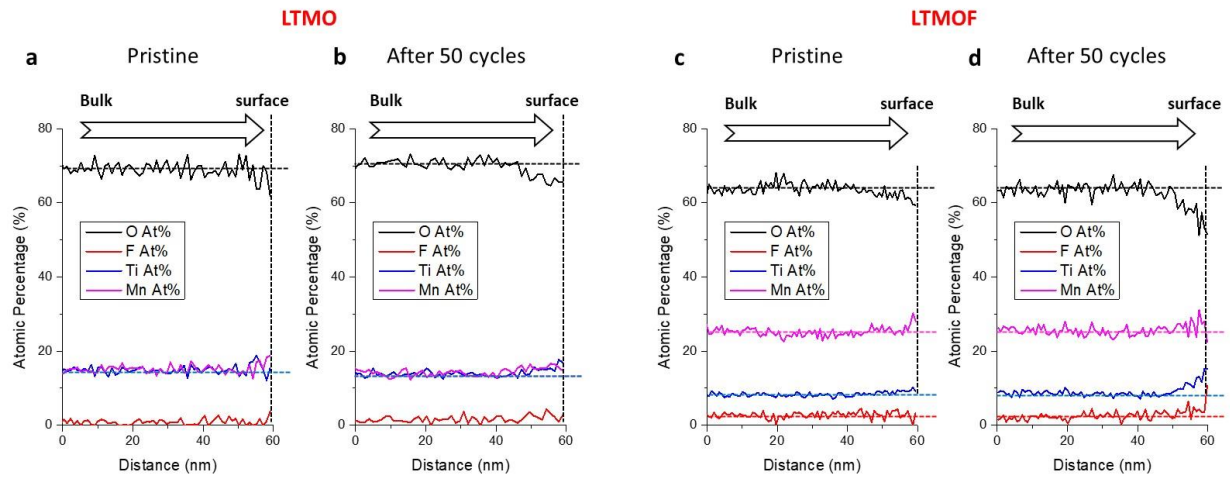 LTMO
LTMOF
a Pristine
b After 50 cycles
c Pristine
d After 50 cycles
Bulk surface
Bulk surface
Bulk surface
Bulk surface
80
60
40
20
0
Atomic Percentage (%)
O At%
F At%
Ti At%
Mn At%
0 20 40 60
Distance (nm)
80
60
40
20
0
Atomic Percentage (%)
O At%
F At%
Ti At%
Mn At%
0 20 40 60
Distance (nm)
80
60
40
20
0
Atomic Percentage (%)
O At%
F At%
Ti At%
Mn At%
0 20 40 60
Distance (nm)
80
60
40
20
0
Atomic Percentage (%)
O At%
F At%
Ti At%
Mn At%
0 20 40 60
Distance (nm)